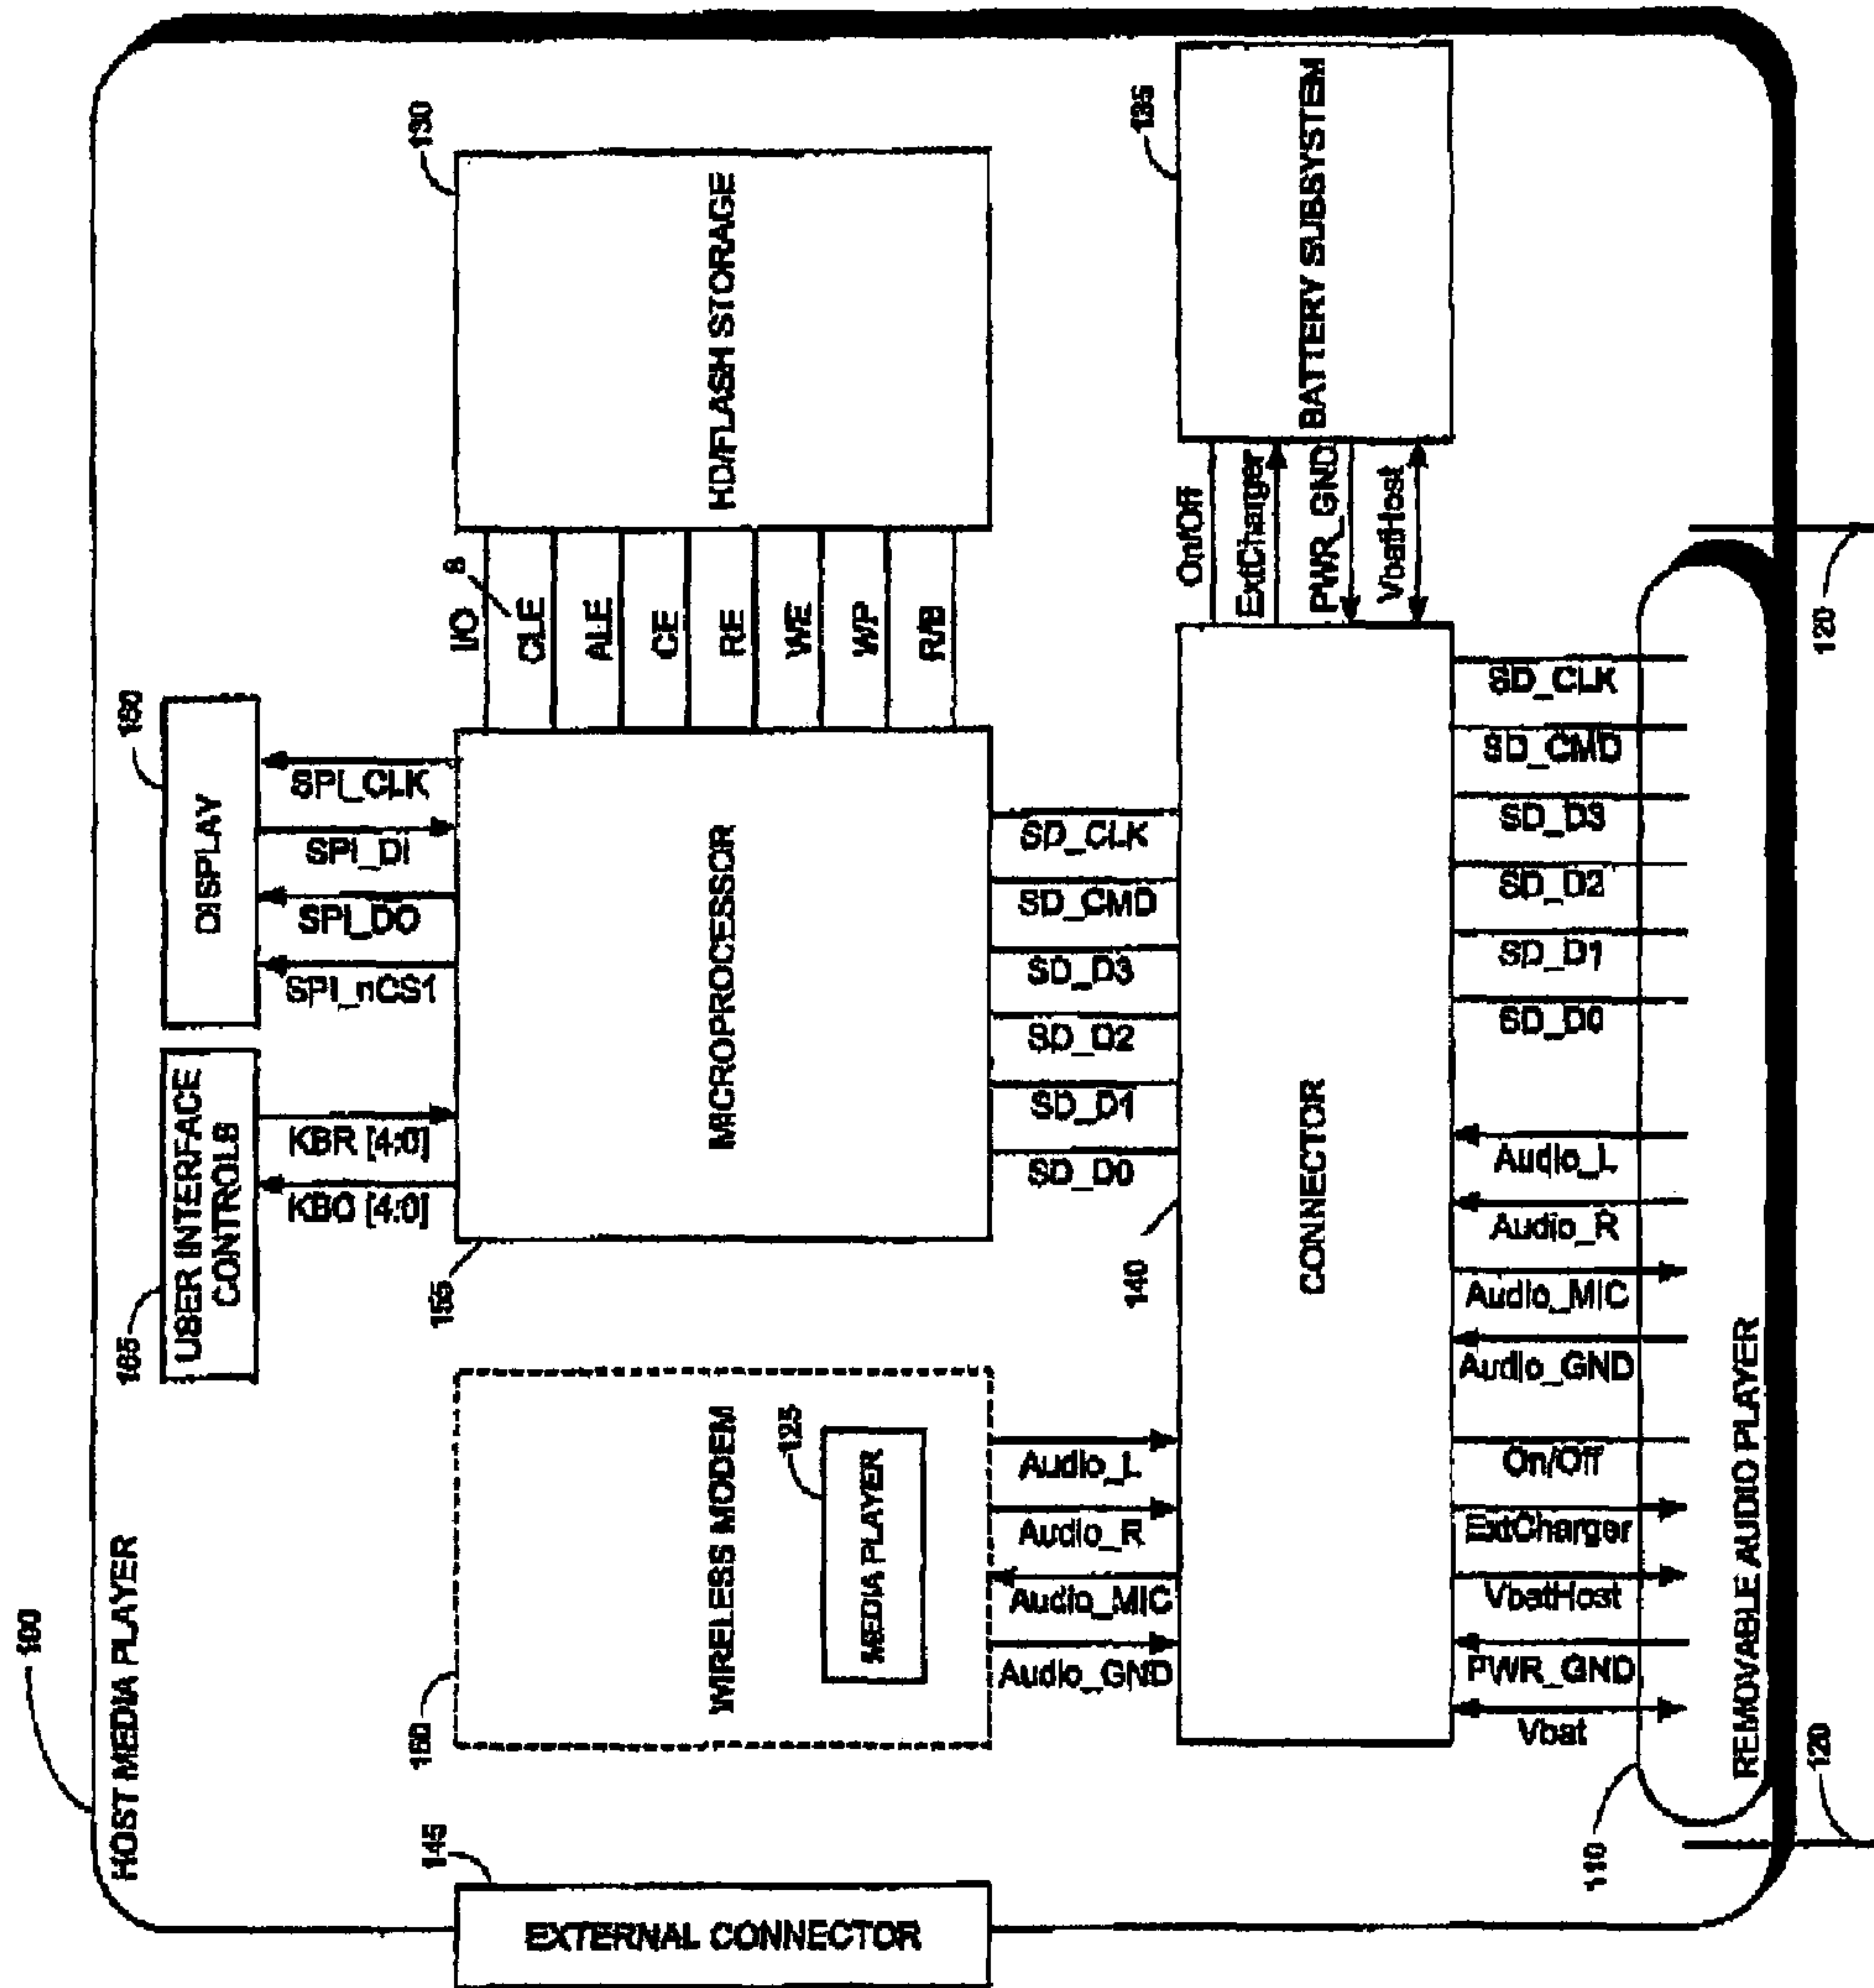 HOST MEDIA PLAYER
100
EXTERNAL CONNECTOR
145
165
USER INTERFACE
CONTROLS
DISPLAY
KBO [4:0]
KBR [4:0]
SPI_nCS1
SPI_DO
SPI_DI
SPI_CLK
WIRELESS MODEM
MEDIA PLAYER
125
155
MICROPROCESSOR
I/O
8
CLE
ALE
CE
RE
WE
WP
R/B
HD/FLASH STORAGE
130
Audio_GND
Audio_MIC
Audio_R
Audio_L
SD_D0
SD_D1
SD_D2
SD_D3
SD_CMD
SD_CLK
140
CONNECTOR
On/Off
ExtCharger
PWR_GND
VbatHost
BATTERY SUBSYSTEM
135
Vbat
PWR_GND
VbatHost
ExtCharger
On/Off
Audio_GND
Audio_MIC
Audio_R
Audio_L
SD_D0
SD_D1
SD_D2
SD_D3
SD_CMD
SD_CLK
110
REMOVABLE AUDIO PLAYER
120
120